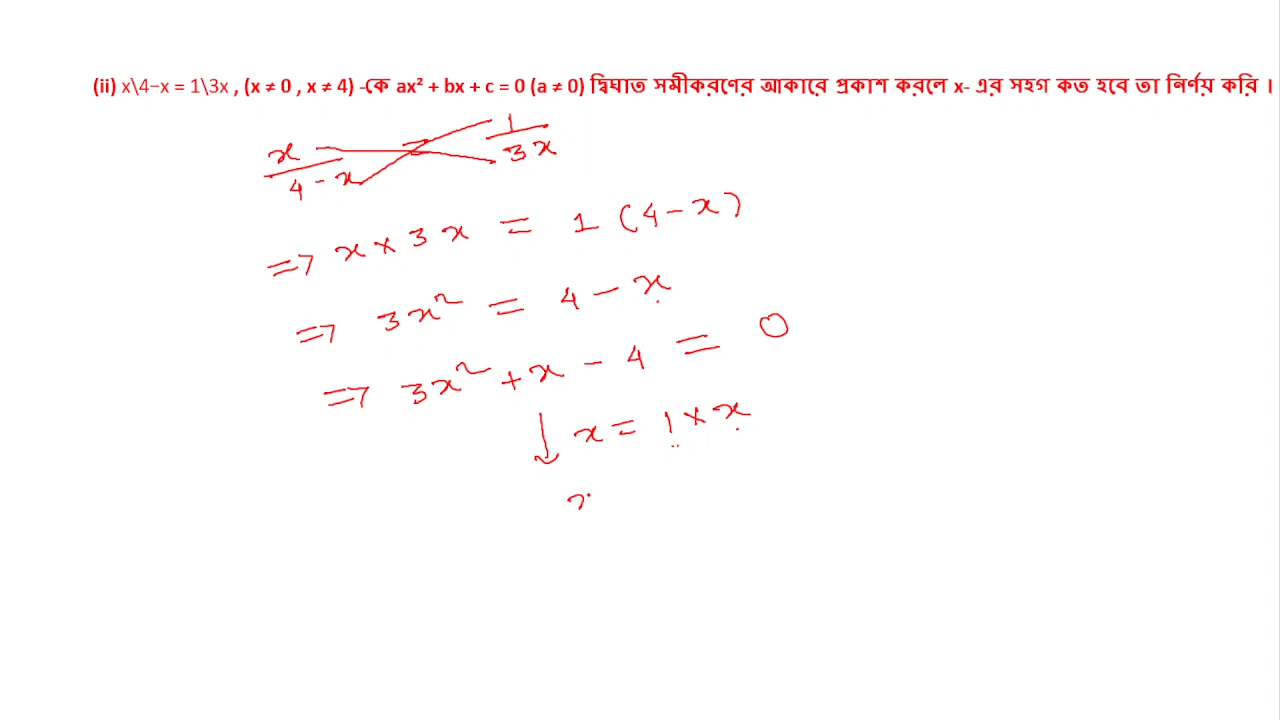 (ii) x\4−x = 1\3x , (x ≠ 0 , x ≠ 4) -কে ax² + bx + c = 0 (a ≠ 0) দ্বিঘাত সমীকরণের আকারে প্রকাশ করলে x- এর সহগ কত হবে তা নির্ণয় করি ।
x/4-x = 1/3x
=> x × 3x = 1 (4-x)
=> 3x² = 4 - x
=> 3x² + x - 4 = 0
↓ x = 1 × x